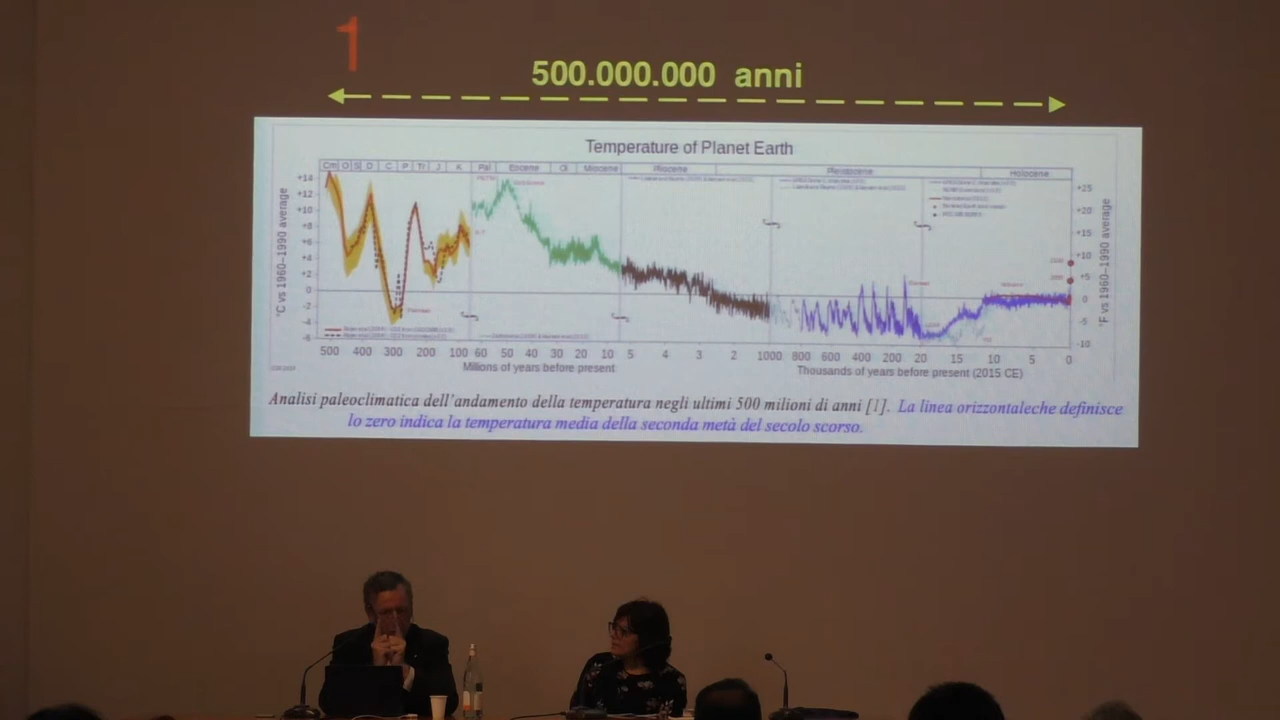 1
500.000.000 anni
Temperature of Planet Earth
Cm O S D C P Tr J K Pal Eocene Ol Miocene Pliocene Pleistocene Holocene
+14
+12
+10
+8
+6
+4
+2
0
-2
-4
-6
°C vs 1960-1990 average
+25
+20
+15
+10
+5
0
-5
-10
°F vs 1960-1990 average
500 400 300 200 100 60 50 40 30 20 10 5 4 3 2 1000 800 600 400 200 20 15 10 5 0
Millions of years before present
Thousands of years before present (2015 CE)
Analisi paleoclimatica dell'andamento della temperatura negli ultimi 500 milioni di anni [1]. La linea orizzontaleche definisce
lo zero indica la temperatura media della seconda metà del secolo scorso.